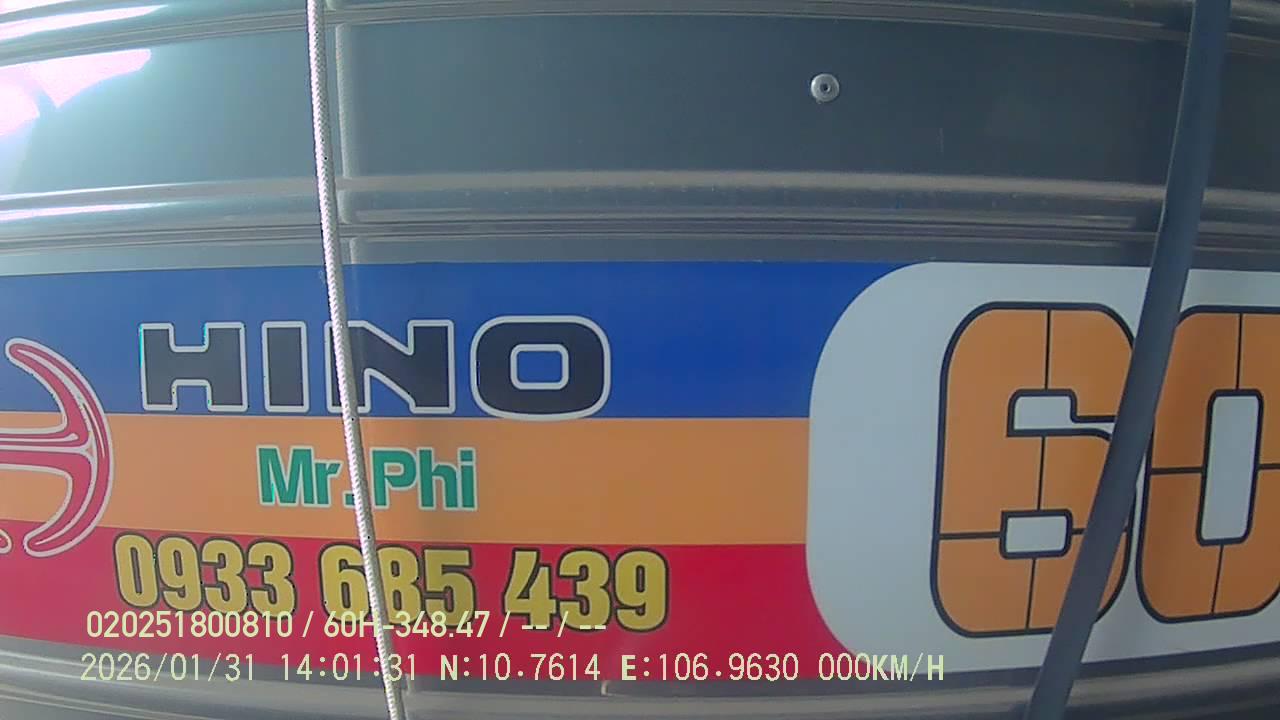 HINO
Mr. Phi
0933 685 439
60
020251800810 / 60H-348.47 / -- / --
2026/01/31 14:01:31 N:10.7614 E:106.9630 000KM/H